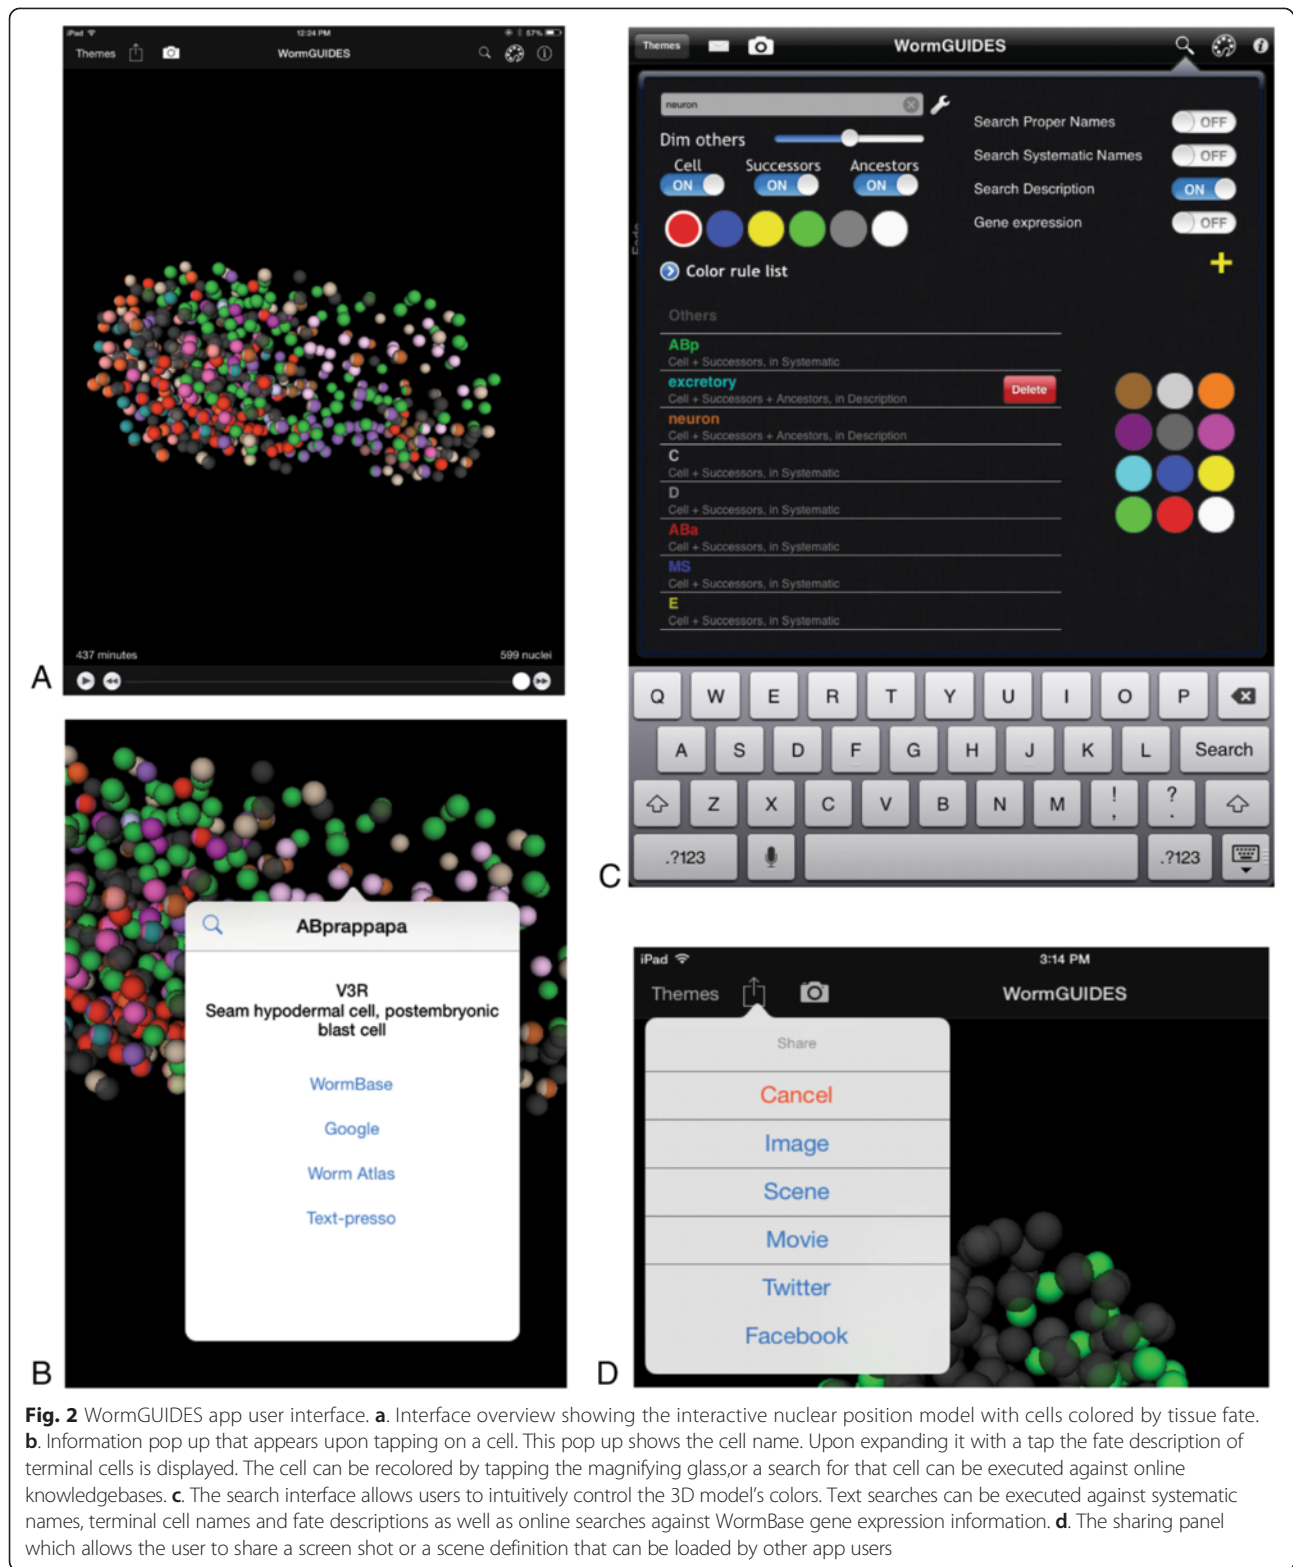 iPad
12:24 PM
57%
Themes
WormGUIDES
437 minutes
599 nuclei
A
ABprappapa
V3R
Seam hypodermal cell, postembryonic
blast cell
WormBase
Google
Worm Atlas
Text-presso
B
Themes
WormGUIDES
neuron
Dim others
Cell Successors Ancestors
ON ON ON
Search Proper Names OFF
Search Systematic Names OFF
Search Description ON
Gene expression OFF
+
Fade
Color rule list
Others
ABp
Cell + Successors, in Systematic
excretory
Cell + Successors + Ancestors, in Description
Delete
neuron
Cell + Successors + Ancestors, in Description
C
Cell + Successors, in Systematic
D
Cell + Successors, in Systematic
ABa
Cell + Successors, in Systematic
MS
Cell + Successors, in Systematic
E
Cell + Successors, in Systematic
Q W E R T Y U I O P
A S D F G H J K L Search
Z X C V B N M ! , ? .
.?123 .?123
C
iPad
3:14 PM
Themes
WormGUIDES
Share
Cancel
Image
Scene
Movie
Twitter
Facebook
D
Fig. 2 WormGUIDES app user interface. a. Interface overview showing the interactive nuclear position model with cells colored by tissue fate.
b. Information pop up that appears upon tapping on a cell. This pop up shows the cell name. Upon expanding it with a tap the fate description of
terminal cells is displayed. The cell can be recolored by tapping the magnifying glass,or a search for that cell can be executed against online
knowledgebases. c. The search interface allows users to intuitively control the 3D model's colors. Text searches can be executed against systematic
names, terminal cell names and fate descriptions as well as online searches against WormBase gene expression information. d. The sharing panel
which allows the user to share a screen shot or a scene definition that can be loaded by other app users